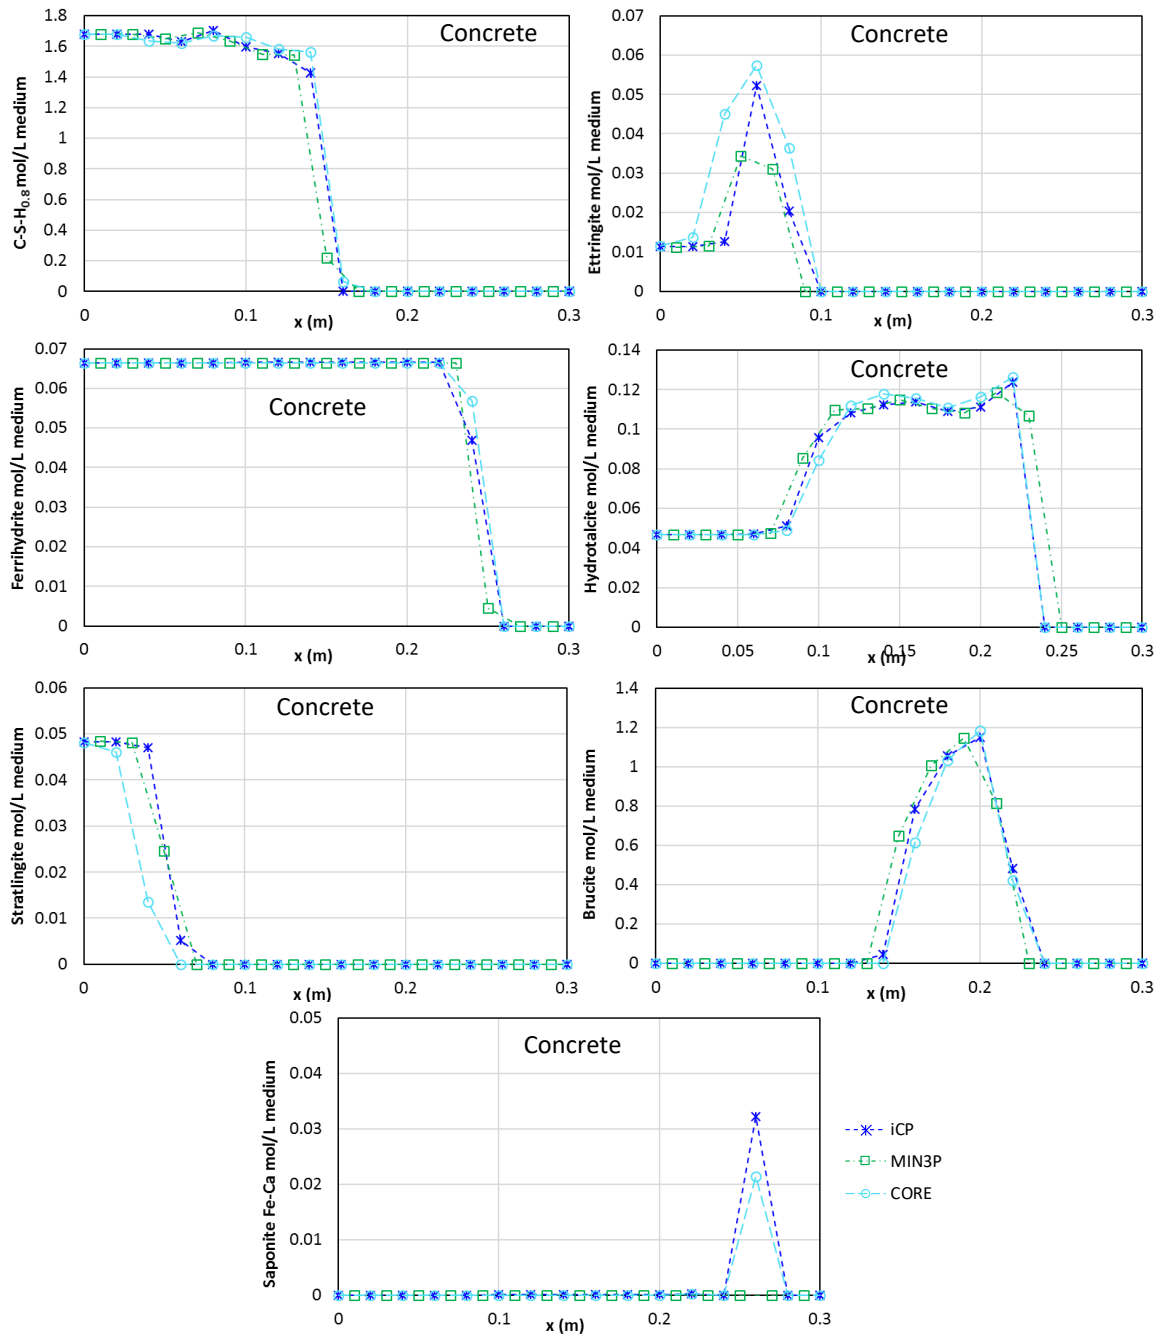 Concrete
C-S-H0.8 mol/L medium
1.8
1.6
1.4
1.2
1
0.8
0.6
0.4
0.2
0
0 0.1 0.2 0.3
x (m)
Concrete
Ettringite mol/L medium
0.07
0.06
0.05
0.04
0.03
0.02
0.01
0
0 0.1 0.2 0.3
x (m)
Concrete
Ferrihydrite mol/L medium
0.07
0.06
0.05
0.04
0.03
0.02
0.01
0
0 0.1 0.2 0.3
x (m)
Concrete
Hydrotalcite mol/L medium
0.14
0.12
0.1
0.08
0.06
0.04
0.02
0
0 0.05 0.1 0.15 0.2 0.25 0.3
x (m)
Concrete
Stratlingite mol/L medium
0.06
0.05
0.04
0.03
0.02
0.01
0
0 0.1 0.2 0.3
x (m)
Concrete
Brucite mol/L medium
1.4
1.2
1
0.8
0.6
0.4
0.2
0
0 0.1 0.2 0.3
x (m)
Concrete
Saponite Fe-Ca mol/L medium
0.05
0.04
0.03
0.02
0.01
0
0 0.1 0.2 0.3
x (m)
iCP
MIN3P
CORE